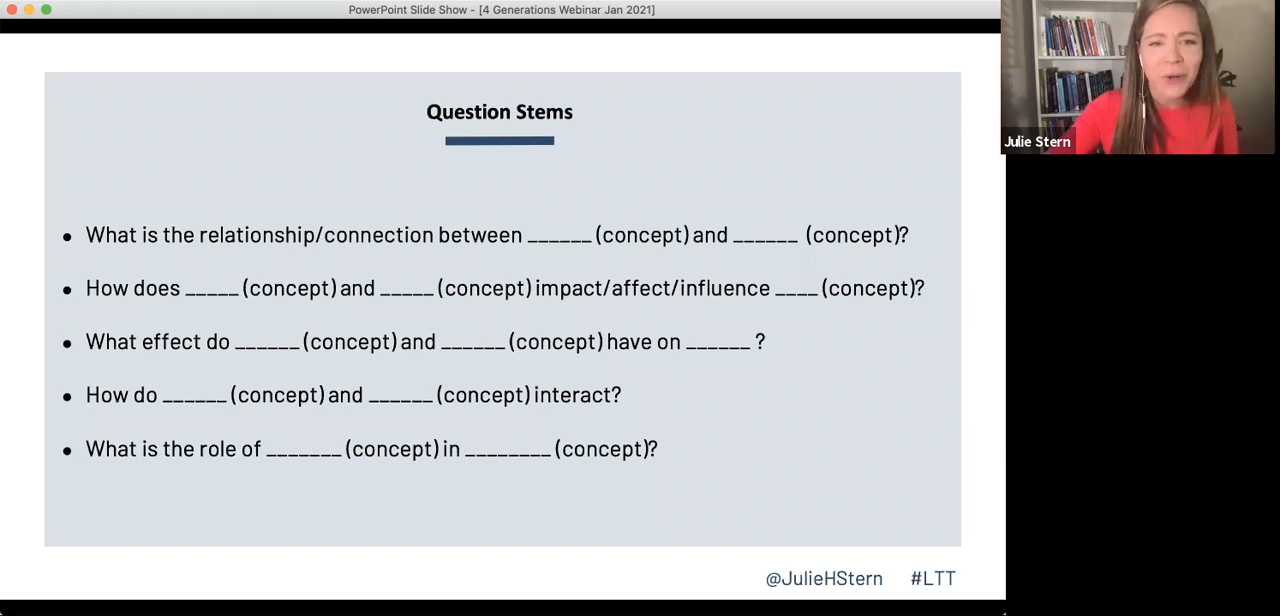 PowerPoint Slide Show - [4 Generations Webinar Jan 2021]
Julie Stern
Question Stems
• What is the relationship/connection between ______ (concept) and ______ (concept)?
• How does _____ (concept) and _____ (concept) impact/affect/influence ____ (concept)?
• What effect do ______ (concept) and ______ (concept) have on ______ ?
• How do ______ (concept) and ______ (concept) interact?
• What is the role of _______ (concept) in ________ (concept)?
@JulieHStern #LTT